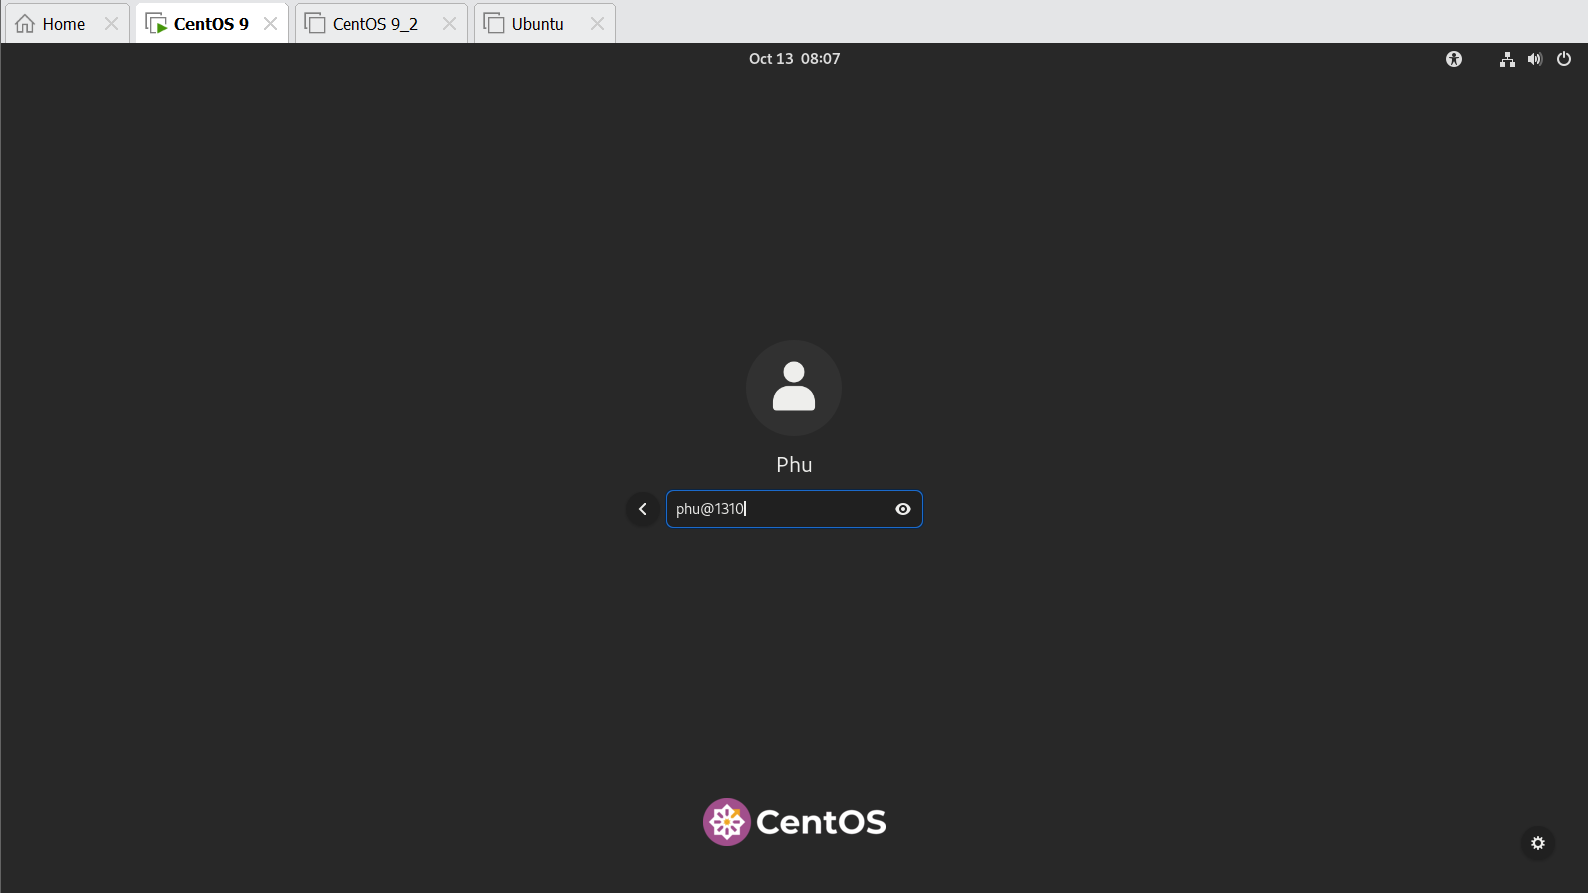 Home
CentOS 9
CentOS 9_2
Ubuntu
Oct 13 08:07
Phu
phu@1310
CentOS